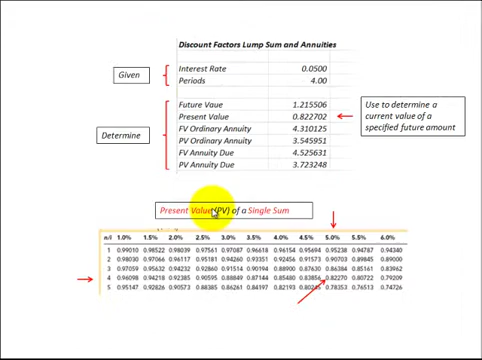 Discount Factors Lump Sum and Annuities
Given
Interest Rate 0.0500
Periods 4.00
Determine
Future Vaue 1.215506
Present Value 0.822702
FV Ordinary Annuity 4.310125
PV Ordinary Annuity 3.545951
FV Annuity Due 4.525631
PV Annuity Due 3.723248
Use to determine a
current value of a
specified future amount
Present Value (PV) of a Single Sum
n/i 1.0% 1.5% 2.0% 2.5% 3.0% 3.5% 4.0% 4.5% 5.0% 5.5% 6.0%
1 0.99010 0.98522 0.98039 0.97561 0.97087 0.96618 0.96154 0.95694 0.95238 0.94787 0.94340
2 0.98030 0.97066 0.96117 0.95181 0.94260 0.93351 0.92456 0.91573 0.90703 0.89845 0.89000
3 0.97059 0.95632 0.94232 0.92860 0.91514 0.90194 0.88900 0.87630 0.86384 0.85161 0.83962
4 0.96098 0.94218 0.92385 0.90595 0.88849 0.87144 0.85480 0.83856 0.82270 0.80722 0.79209
5 0.95147 0.92826 0.90573 0.88385 0.86261 0.84197 0.82193 0.80245 0.78353 0.76513 0.74726